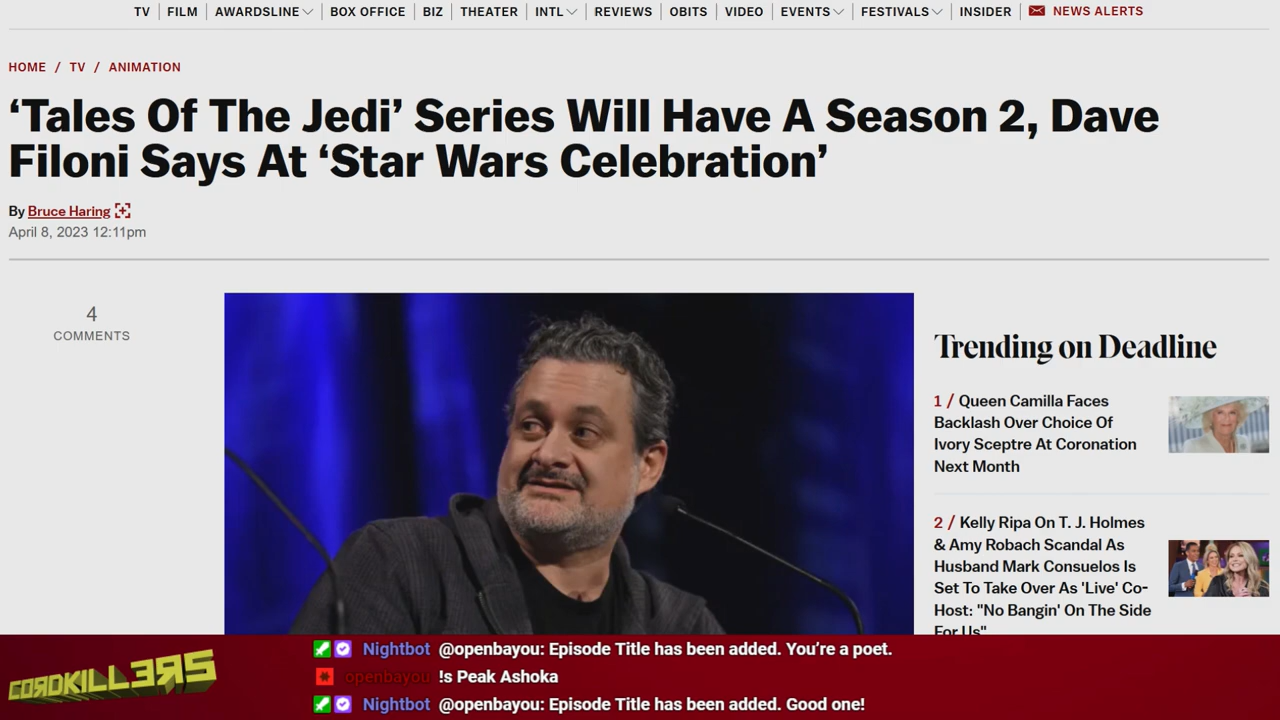 TV FILM AWARDSLINE BOX OFFICE BIZ THEATER INTL REVIEWS OBITS VIDEO EVENTS FESTIVALS INSIDER NEWS ALERTS
HOME / TV / ANIMATION
‘Tales Of The Jedi’ Series Will Have A Season 2, Dave
Filoni Says At ‘Star Wars Celebration’
By Bruce Haring
April 8, 2023 12:11pm
4
COMMENTS
Trending on Deadline
1 / Queen Camilla Faces
Backlash Over Choice Of
Ivory Sceptre At Coronation
Next Month
2 / Kelly Ripa On T. J. Holmes
& Amy Robach Scandal As
Husband Mark Consuelos Is
Set To Take Over As 'Live' Co-
Host: "No Bangin' On The Side
For Us"
CORDKILLERS
Nightbot @openbayou: Episode Title has been added. You’re a poet.
openbayou !s Peak Ashoka
Nightbot @openbayou: Episode Title has been added. Good one!